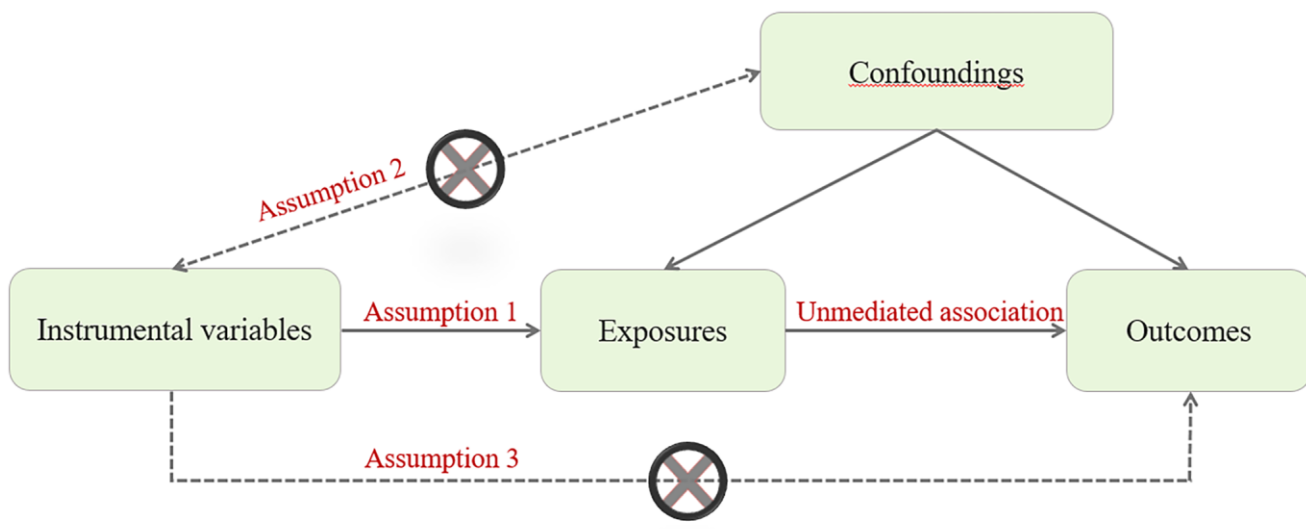 Confoundings
Assumption 2
Instrumental variables
Assumption 1
Exposures
Unmediated association
Outcomes
Assumption 3